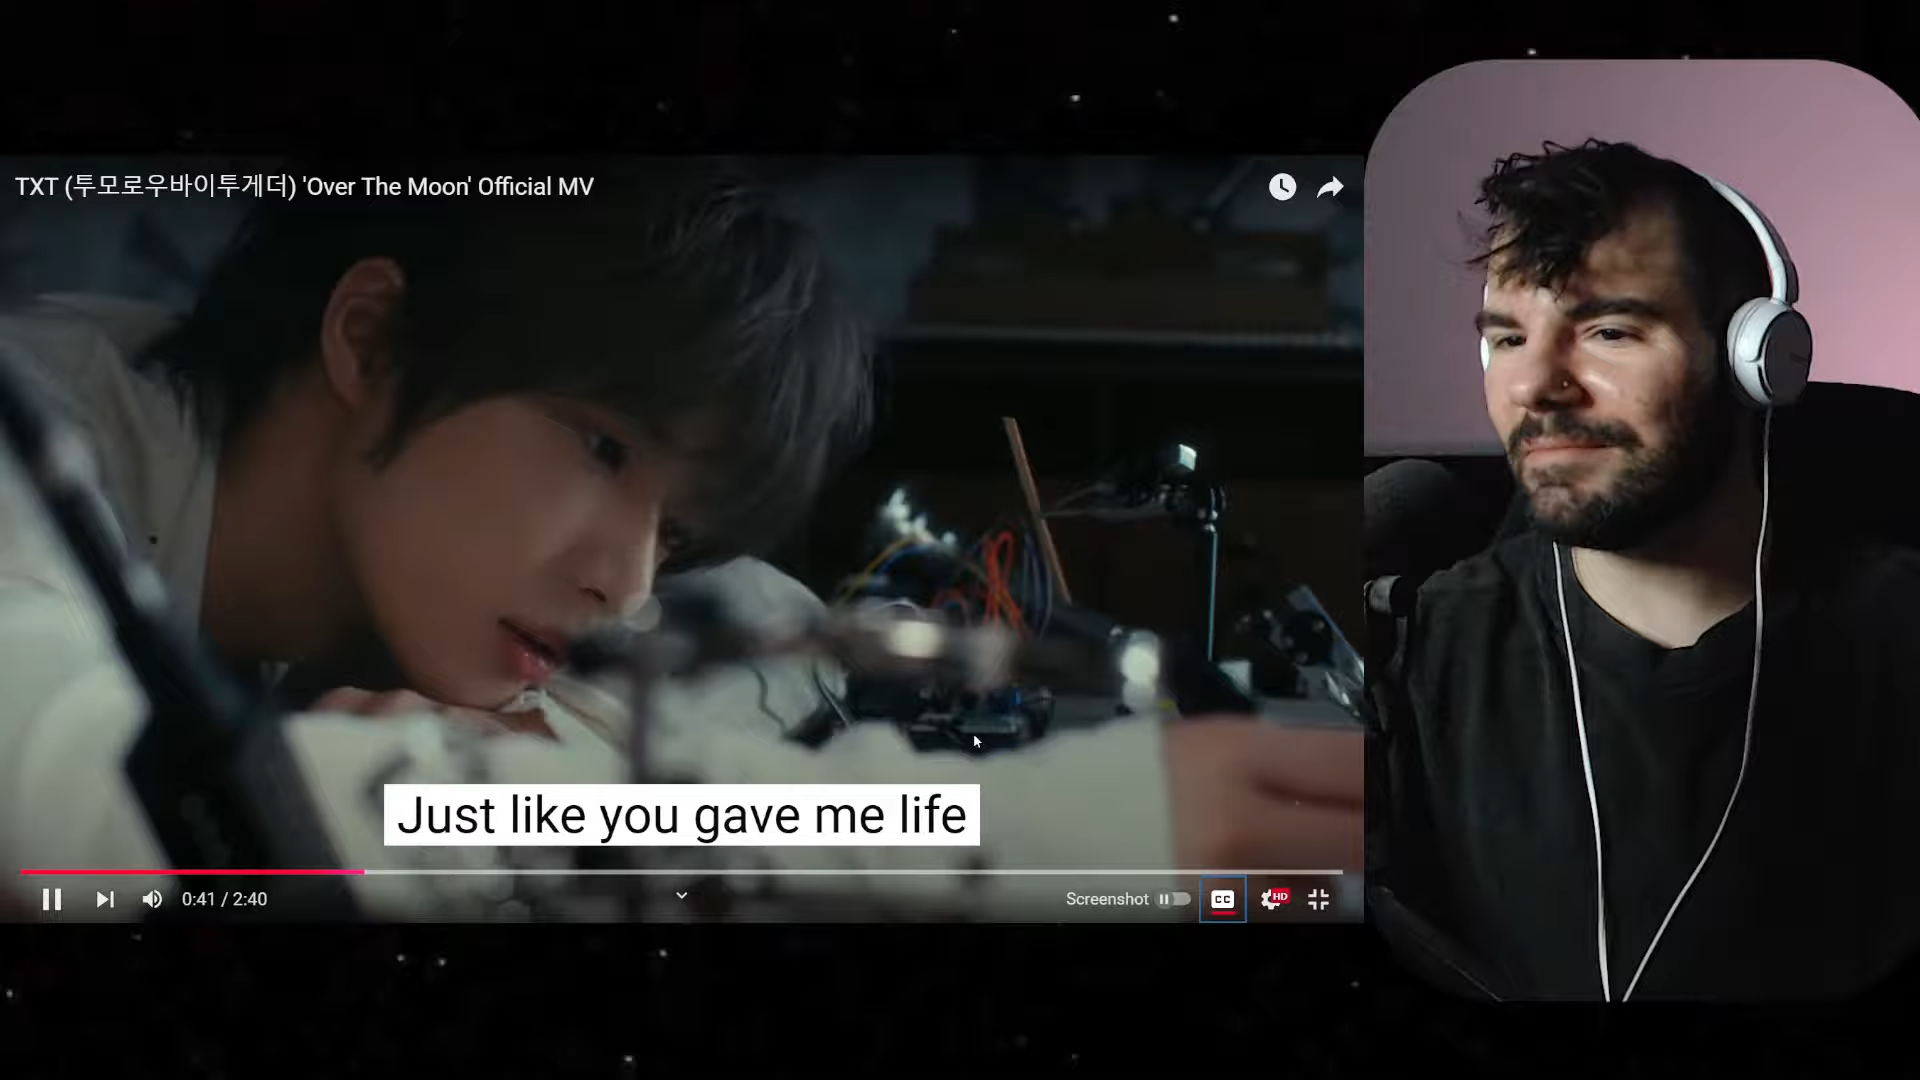 TXT (투모로우바이투게더) 'Over The Moon' Official MV
Just like you gave me life
0:41 / 2:40
Screenshot
CC
HD